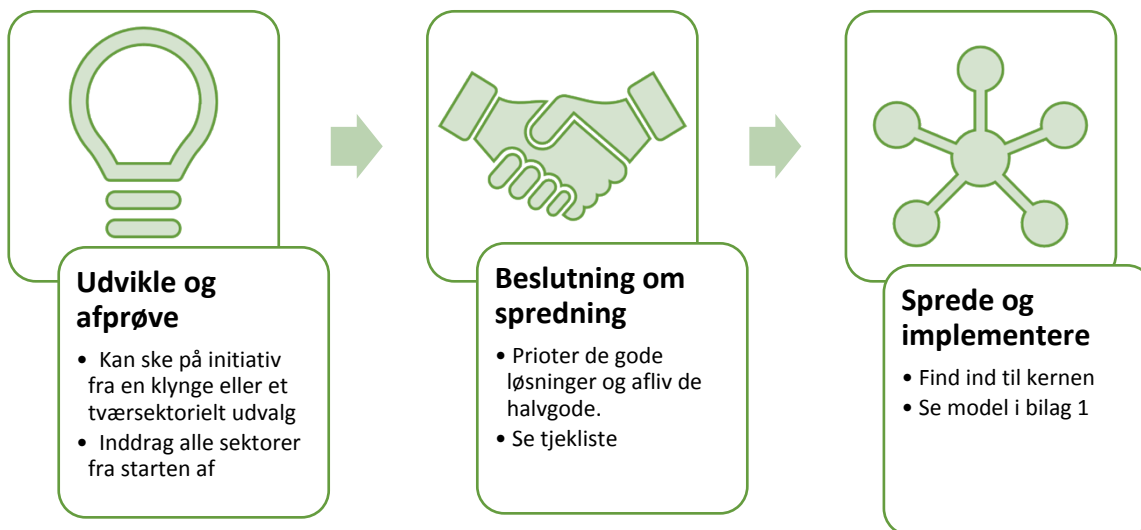 Udvikle og
afprøve
• Kan ske på initiativ
fra en klynge eller et
tværsektorielt udvalg
• Inddrag alle sektorer
fra starten af
Beslutning om
spredning
• Prioter de gode
løsninger og afliv de
halvgode.
• Se tjekliste
Sprede og
implementere
• Find ind til kernen
• Se model i bilag 1